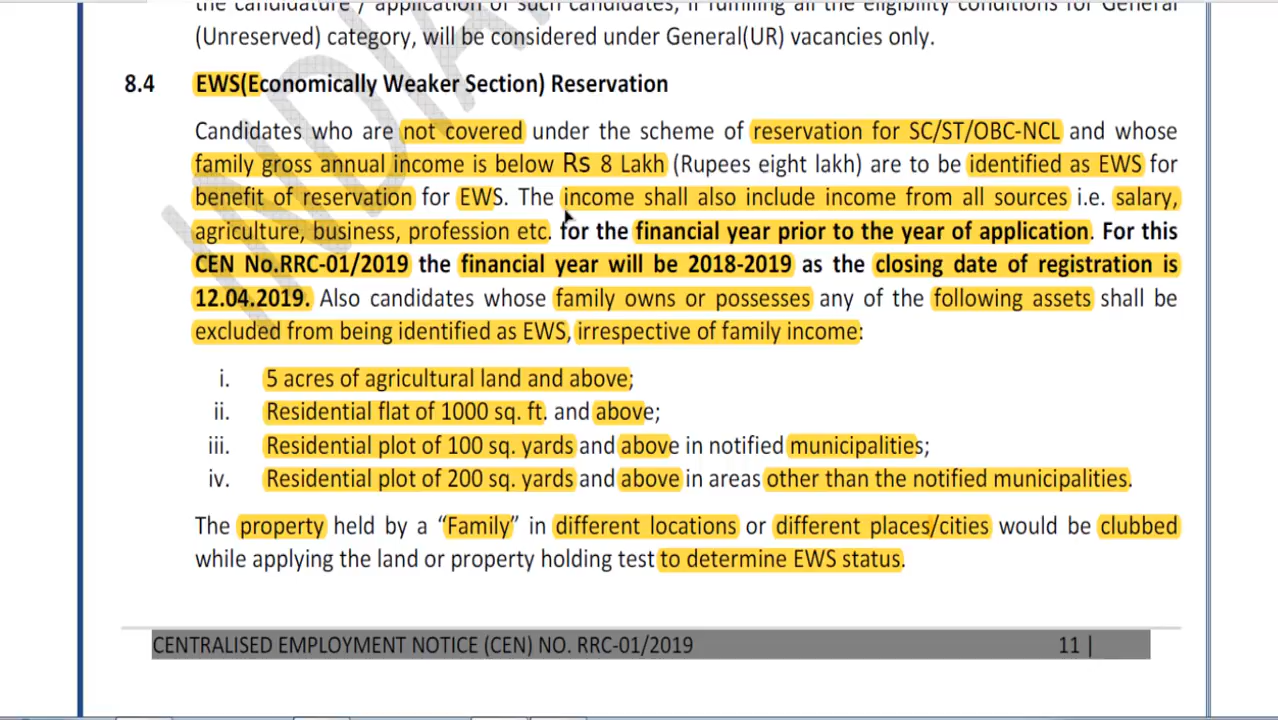 the candidature / application of such candidates, if fulfilling all the eligibility conditions for General
(Unreserved) category, will be considered under General(UR) vacancies only.
8.4 EWS(Economically Weaker Section) Reservation
Candidates who are not covered under the scheme of reservation for SC/ST/OBC-NCL and whose
family gross annual income is below Rs 8 Lakh (Rupees eight lakh) are to be identified as EWS for
benefit of reservation for EWS. The income shall also include income from all sources i.e. salary,
agriculture, business, profession etc. for the financial year prior to the year of application. For this
CEN No.RRC-01/2019 the financial year will be 2018-2019 as the closing date of registration is
12.04.2019. Also candidates whose family owns or possesses any of the following assets shall be
excluded from being identified as EWS, irrespective of family income:
i. 5 acres of agricultural land and above;
ii. Residential flat of 1000 sq. ft. and above;
iii. Residential plot of 100 sq. yards and above in notified municipalities;
iv. Residential plot of 200 sq. yards and above in areas other than the notified municipalities.
The property held by a “Family” in different locations or different places/cities would be clubbed
while applying the land or property holding test to determine EWS status.
CENTRALISED EMPLOYMENT NOTICE (CEN) NO. RRC-01/2019 11 |
INDIA